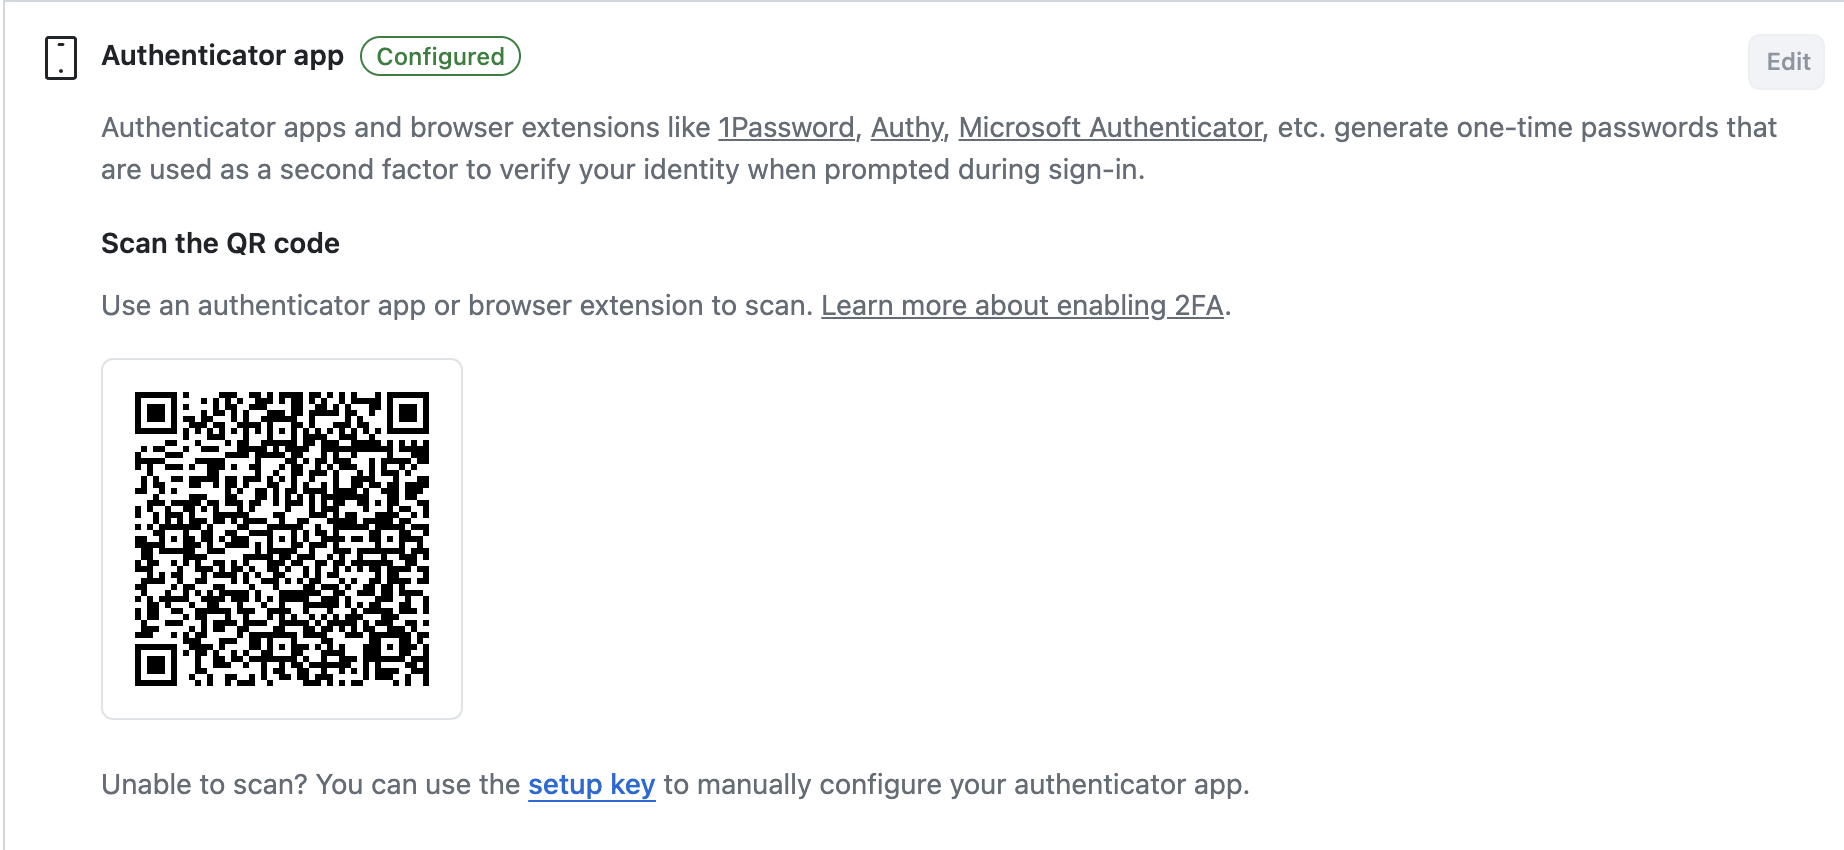 Authenticator app Configured
Edit
Authenticator apps and browser extensions like 1Password, Authy, Microsoft Authenticator, etc. generate one-time passwords that
are used as a second factor to verify your identity when prompted during sign-in.
Scan the QR code
Use an authenticator app or browser extension to scan. Learn more about enabling 2FA.
Unable to scan? You can use the setup key to manually configure your authenticator app.